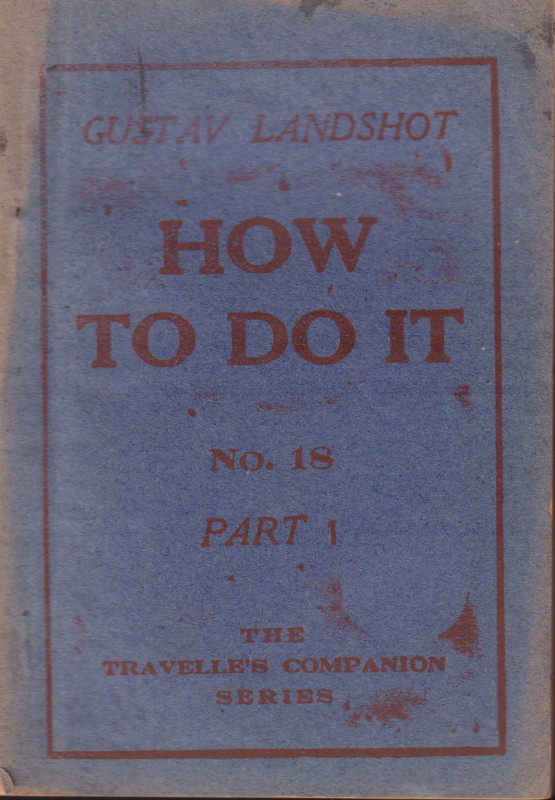 GUSTAV LANDSHOT
HOW
TO DO IT
No. 18
PART 1
THE
TRAVELLE'S COMPANION
SERIES